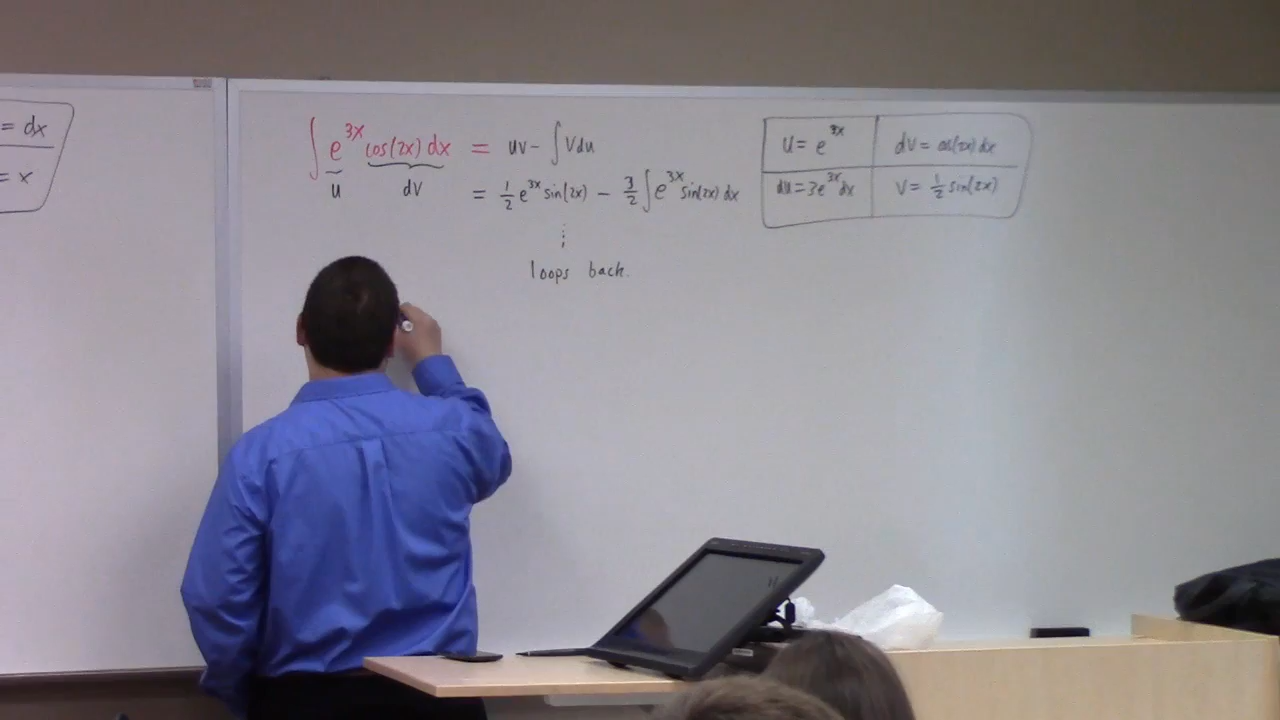 = dx
= x
∫ e^{3x} cos(2x) dx = uv - ∫ v du
u dv
= 1/2 e^{3x} sin(2x) - 3/2 ∫ e^{3x} sin(2x) dx
⋮
loops back.
u = e^{3x} dv = cos(2x) dx
du = 3e^{3x} dx v = 1/2 sin(2x)